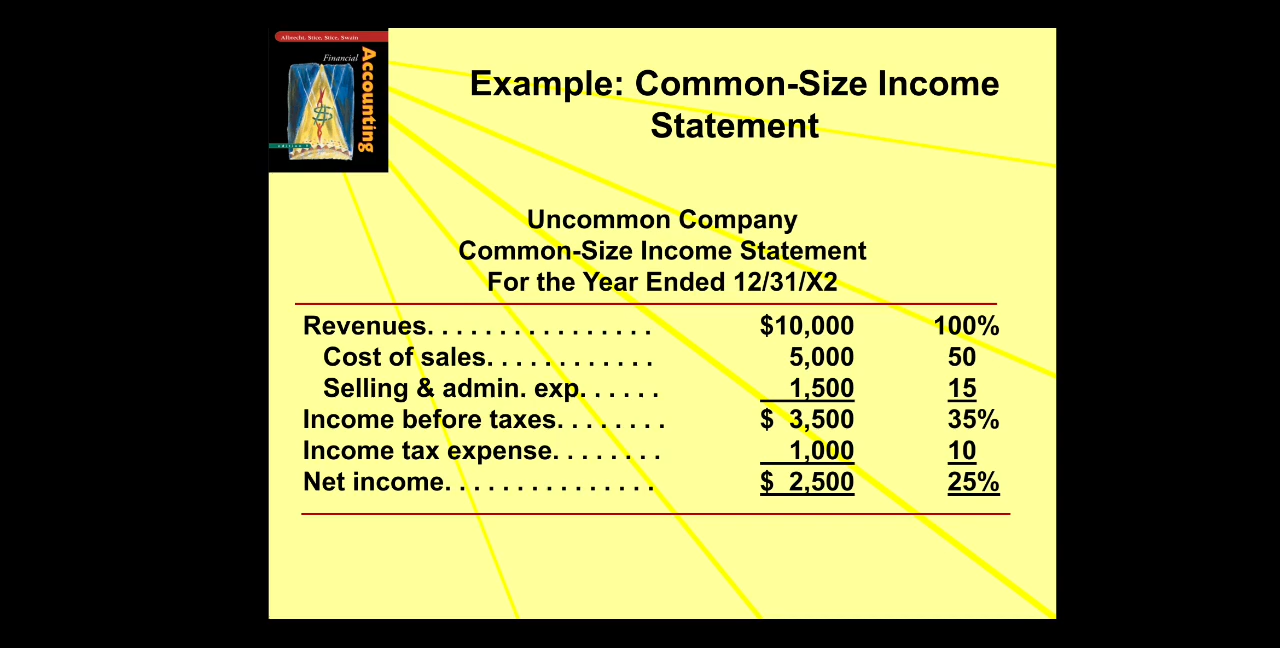 Albrecht, Stice, Stice, Swain
Financial
Accounting
Example: Common-Size Income
Statement
Uncommon Company
Common-Size Income Statement
For the Year Ended 12/31/X2
Revenues. . . . . . . . . . . . . . . . $10,000 100%
Cost of sales. . . . . . . . . . . . 5,000 50
Selling & admin. exp. . . . . . 1,500 15
Income before taxes. . . . . . . . $ 3,500 35%
Income tax expense. . . . . . . . 1,000 10
Net income. . . . . . . . . . . . . . . $ 2,500 25%